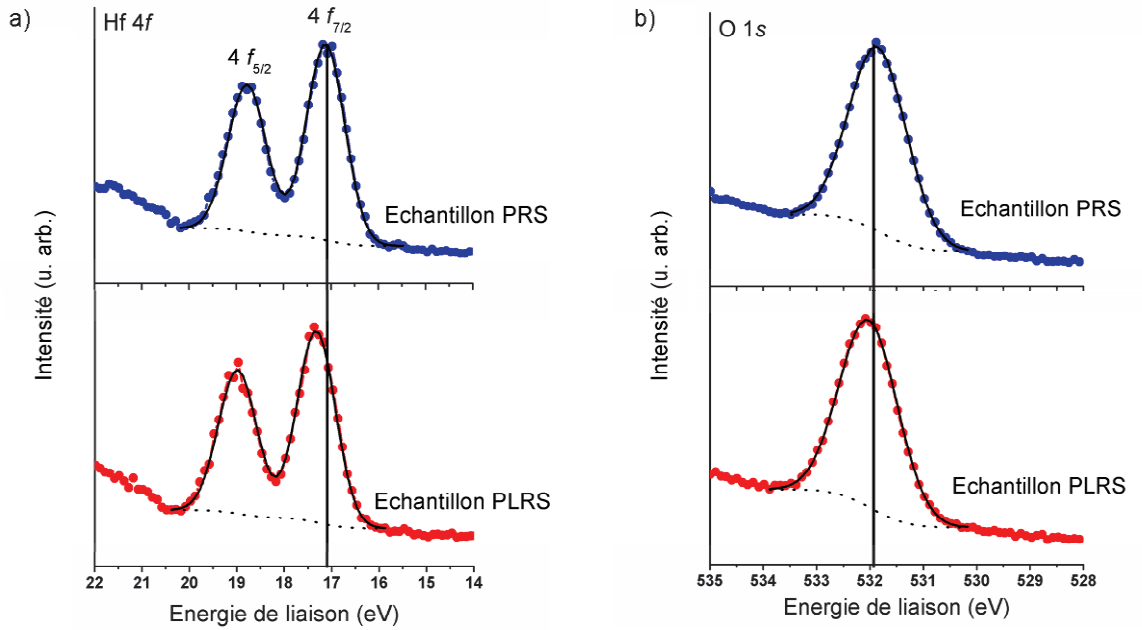 a)
Hf 4f
4 f5/2
4 f7/2
Echantillon PRS
Echantillon PLRS
Intensité (u. arb.)
22 21 20 19 18 17 16 15 14
Energie de liaison (eV)
b)
O 1s
Echantillon PRS
Echantillon PLRS
Intensité (u. arb.)
535 534 533 532 531 530 529 528
Energie de liaison (eV)